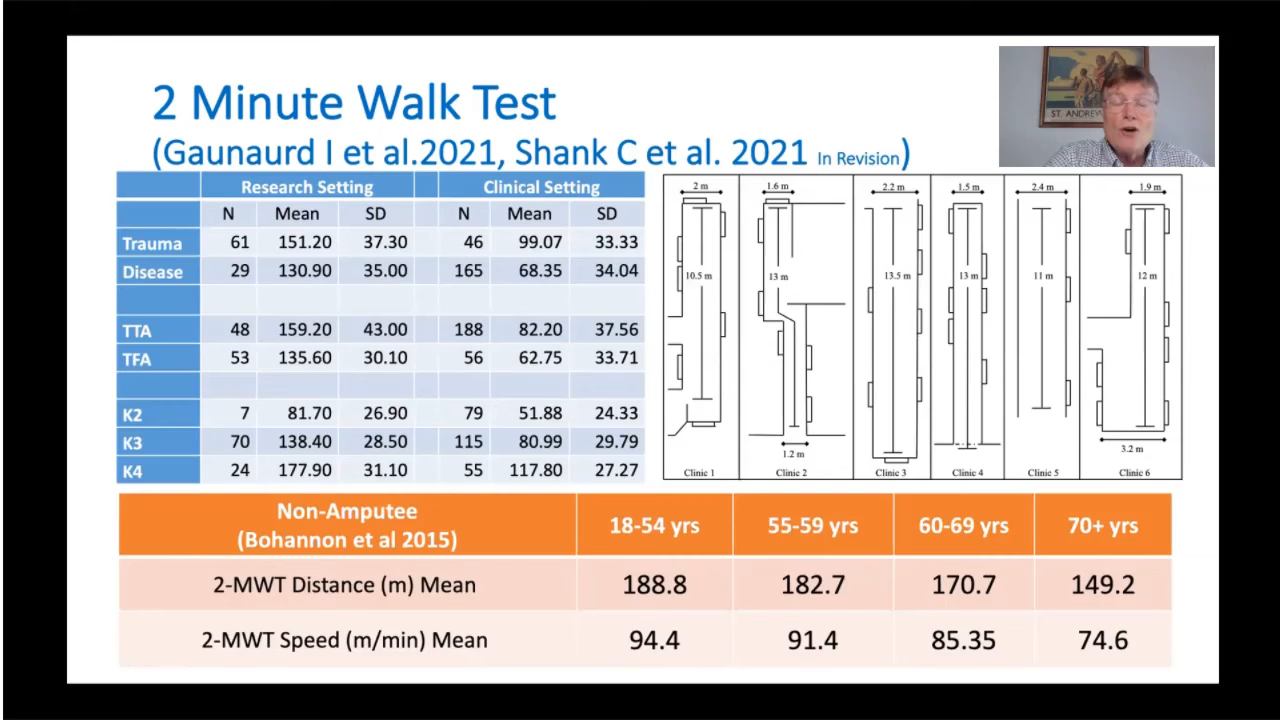 2 Minute Walk Test
(Gaunaurd I et al.2021, Shank C et al. 2021 In Revision)
ST. ANDREW
Research Setting Clinical Setting
N Mean SD N Mean SD
Trauma 61 151.20 37.30 46 99.07 33.33
Disease 29 130.90 35.00 165 68.35 34.04
TTA 48 159.20 43.00 188 82.20 37.56
TFA 53 135.60 30.10 56 62.75 33.71
K2 7 81.70 26.90 79 51.88 24.33
K3 70 138.40 28.50 115 80.99 29.79
K4 24 177.90 31.10 55 117.80 27.27
2 m 1.6 m 2.2 m 1.5 m 2.4 m 1.9 m
10.5 m 13 m 13.5 m 13 m 11 m 12 m
1.2 m 3.2 m
Clinic 1 Clinic 2 Clinic 3 Clinic 4 Clinic 5 Clinic 6
Non-Amputee
(Bohannon et al 2015) 18-54 yrs 55-59 yrs 60-69 yrs 70+ yrs
2-MWT Distance (m) Mean 188.8 182.7 170.7 149.2
2-MWT Speed (m/min) Mean 94.4 91.4 85.35 74.6